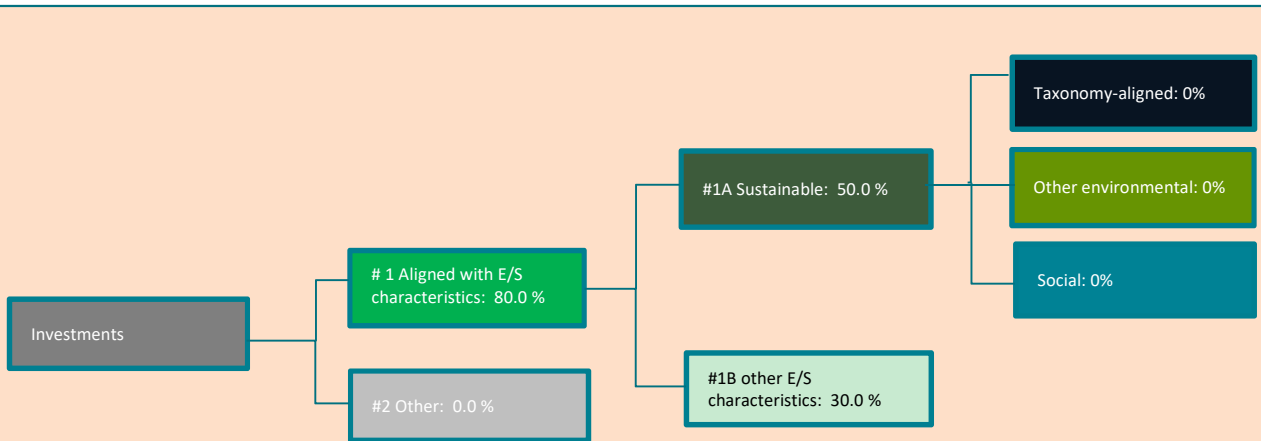 Investments
# 1 Aligned with E/S
characteristics: 80.0 %
#2 Other: 0.0 %
#1A Sustainable: 50.0 %
#1B other E/S
characteristics: 30.0 %
Taxonomy-aligned: 0%
Other environmental: 0%
Social: 0%